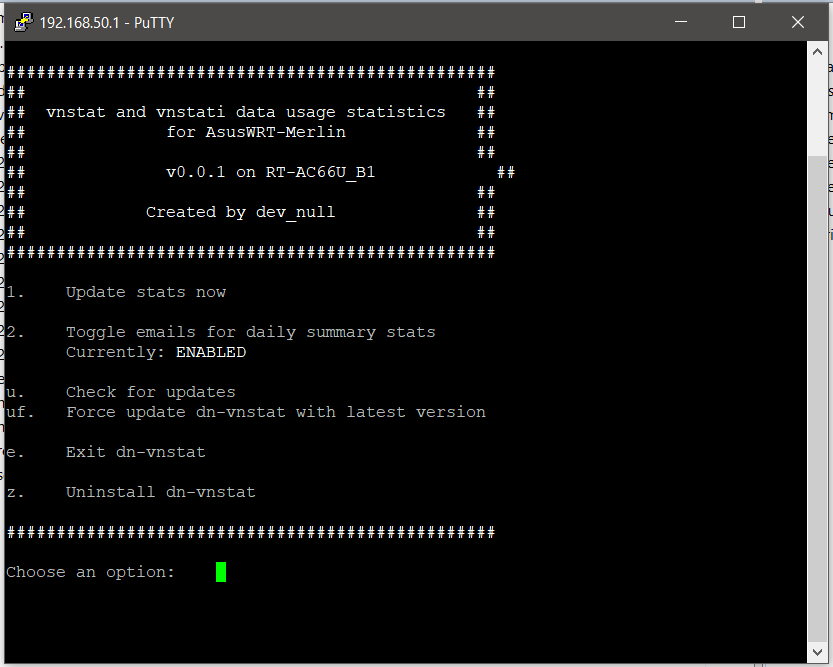 192.168.50.1 - PuTTY
#################################################
##                                             ##
##  vnstat and vnstati data usage statistics   ##
##              for AsusWRT-Merlin             ##
##                                             ##
##              v0.0.1 on RT-AC66U_B1            ##
##                                             ##
##            Created by dev_null              ##
##                                             ##
#################################################
1.    Update stats now
2.    Toggle emails for daily summary stats
      Currently: ENABLED
u.    Check for updates
uf.   Force update dn-vnstat with latest version
e.    Exit dn-vnstat
z.    Uninstall dn-vnstat
#################################################
Choose an option: